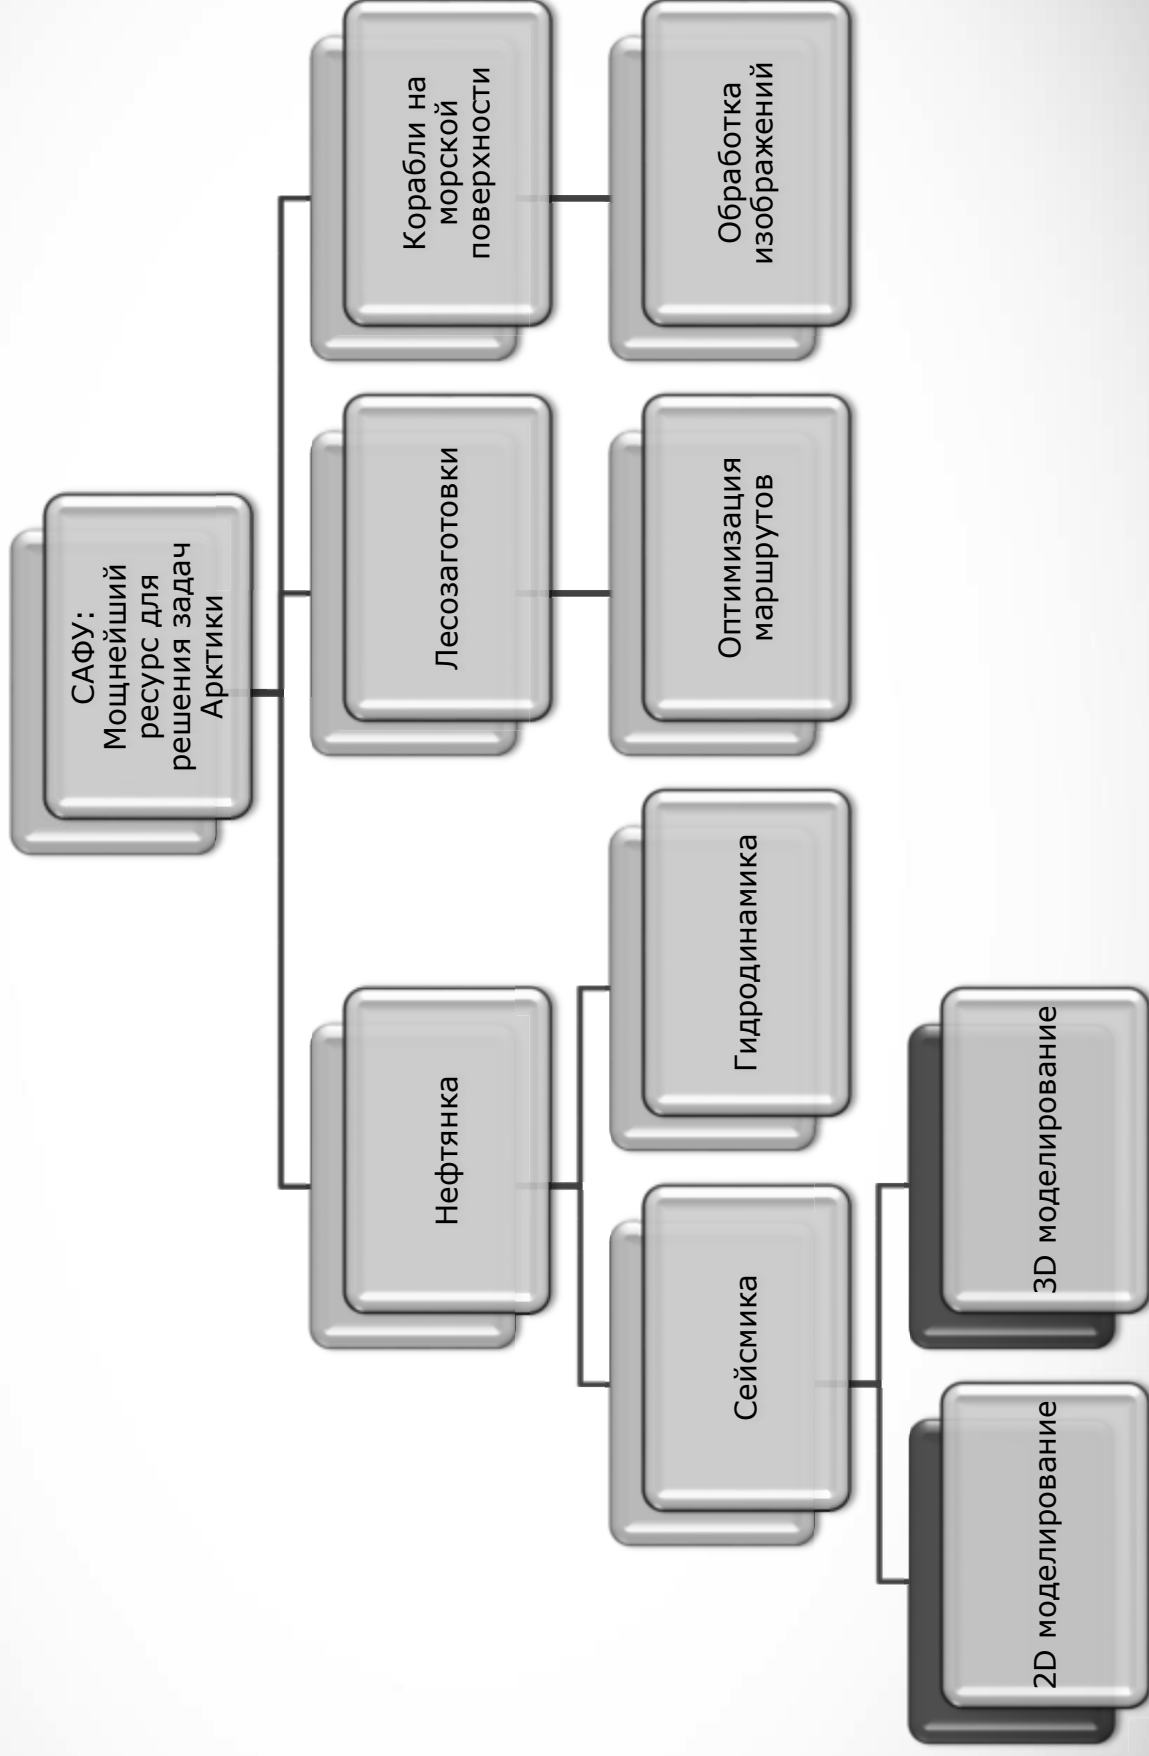 САФУ:
Мощнейший
ресурс для
решения задач
Арктики
Нефтянка
Лесозаготовки
Корабли на
морской
поверхности
Сейсмика
Гидродинамика
Оптимизация
маршрутов
Обработка
изображений
2D моделирование
3D моделирование